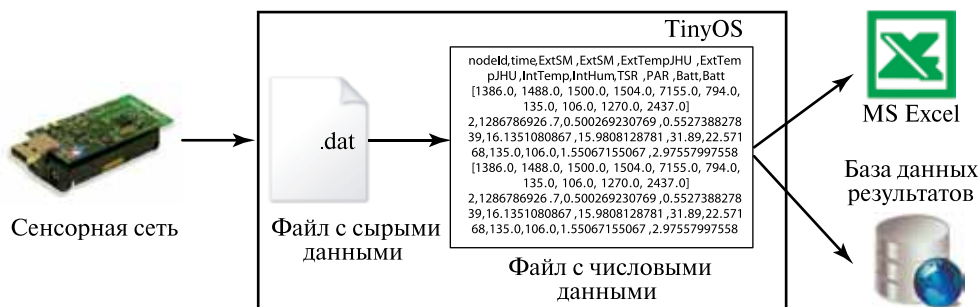 TinyOS
Сенсорная сеть
.dat
Файл с сырыми
данными
nodeId,time,ExtSM ,ExtSM ,ExtTempJHU ,ExtTem
pJHU ,IntTemp,IntHum,TSR ,PAR ,Batt,Batt
[1386.0, 1488.0, 1500.0, 1504.0, 7155.0, 794.0,
135.0, 106.0, 1270.0, 2437.0]
2,1286786926 .7,0.500269230769 ,0.5527388278
39,16.1351080867 ,15.9808128781 ,31.89,22.571
68,135.0,106.0,1.55067155067 ,2.97557997558
[1386.0, 1488.0, 1500.0, 1504.0, 7155.0, 794.0,
135.0, 106.0, 1270.0, 2437.0]
2,1286786926 .7,0.500269230769 ,0.5527388278
39,16.1351080867 ,15.9808128781 ,31.89,22.571
68,135.0,106.0,1.55067155067 ,2.97557997558
Файл с числовыми
данными
MS Excel
База данных
результатов